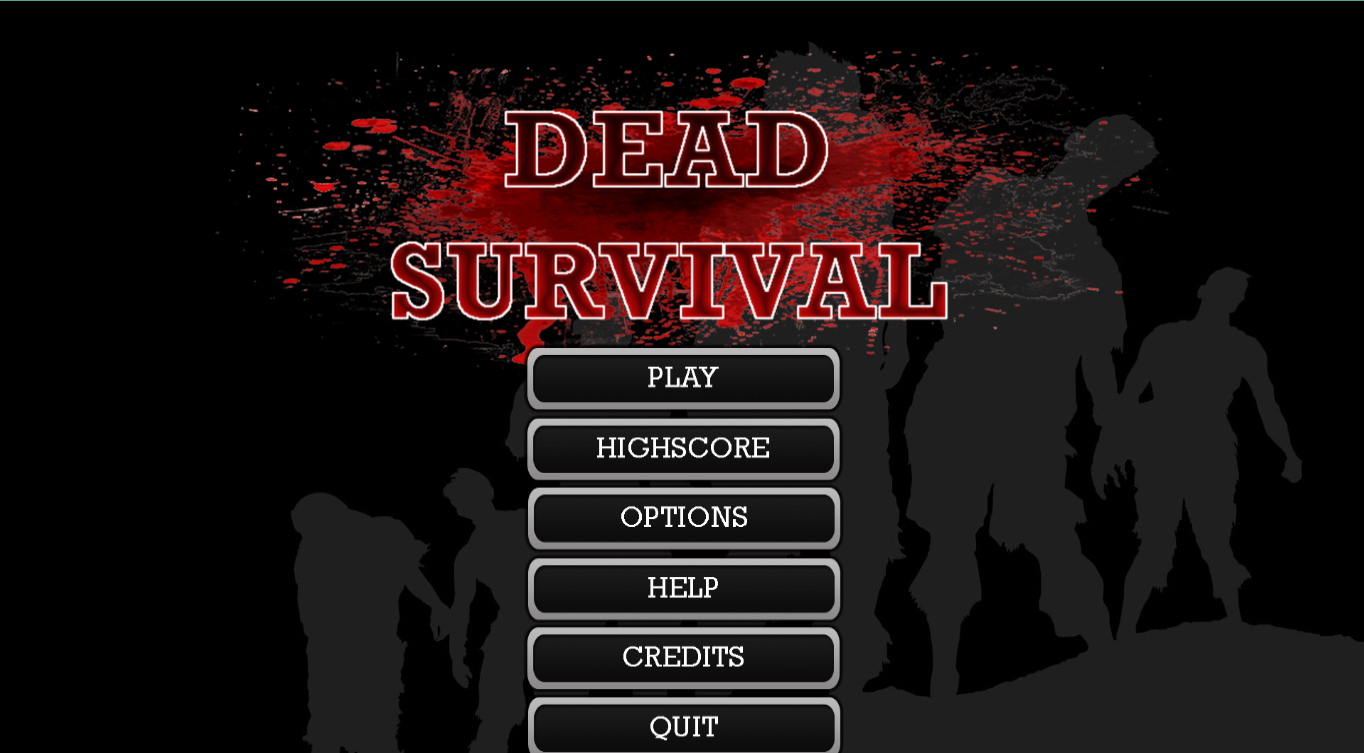 DEAD
SURVIVAL
PLAY
HIGHSCORE
OPTIONS
HELP
CREDITS
QUIT